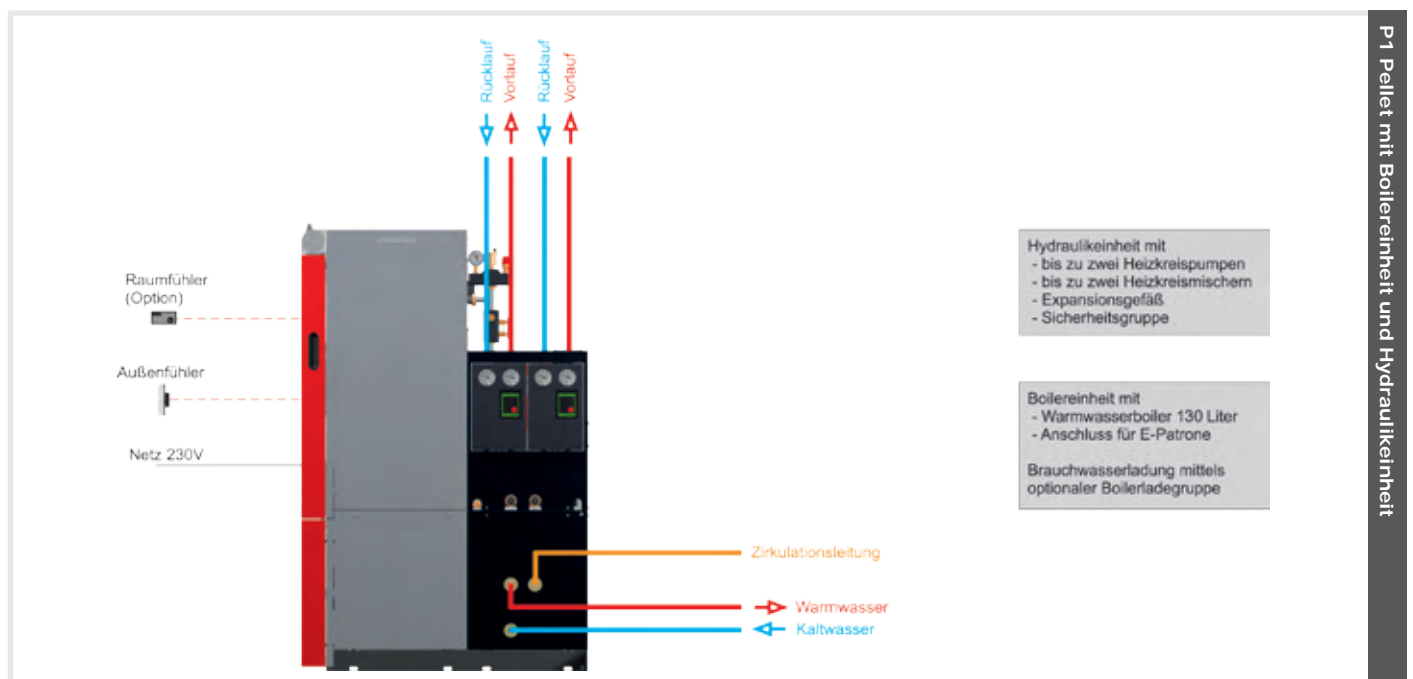 Rücklauf
Vorlauf
Rücklauf
Vorlauf
Raumfühler
(Option)
Außenfühler
Netz 230V
Zirkulationsleitung
Warmwasser
Kaltwasser
Hydraulikeinheit mit
- bis zu zwei Heizkreispumpen
- bis zu zwei Heizkreismischern
- Expansionsgefäß
- Sicherheitsgruppe
Boilereinheit mit
- Warmwasserboiler 130 Liter
- Anschluss für E-Patrone
Brauchwasserladung mittels
optionaler Boilerladegruppe
P1 Pellet mit Boilereinheit und Hydraulikeinheit